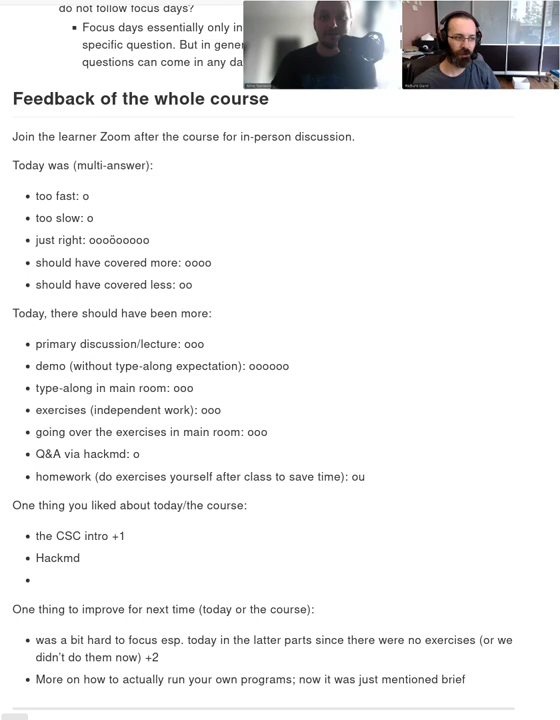 do not follow focus days?
Focus days essentially only in
specific question. But in gener
questions can come in any da
Feedback of the whole course
Join the learner Zoom after the course for in-person discussion.
Today was (multi-answer):
too fast: o
too slow: o
just right: oooöooooo
should have covered more: oooo
should have covered less: oo
Today, there should have been more:
primary discussion/lecture: ooo
demo (without type-along expectation): oooooo
type-along in main room: ooo
exercises (independent work): ooo
going over the exercises in main room: ooo
Q&A via hackmd: o
homework (do exercises yourself after class to save time): ou
One thing you liked about today/the course:
the CSC intro +1
Hackmd
One thing to improve for next time (today or the course):
was a bit hard to focus esp. today in the latter parts since there were no exercises (or we
didn't do them now) +2
More on how to actually run your own programs; now it was just mentioned brief